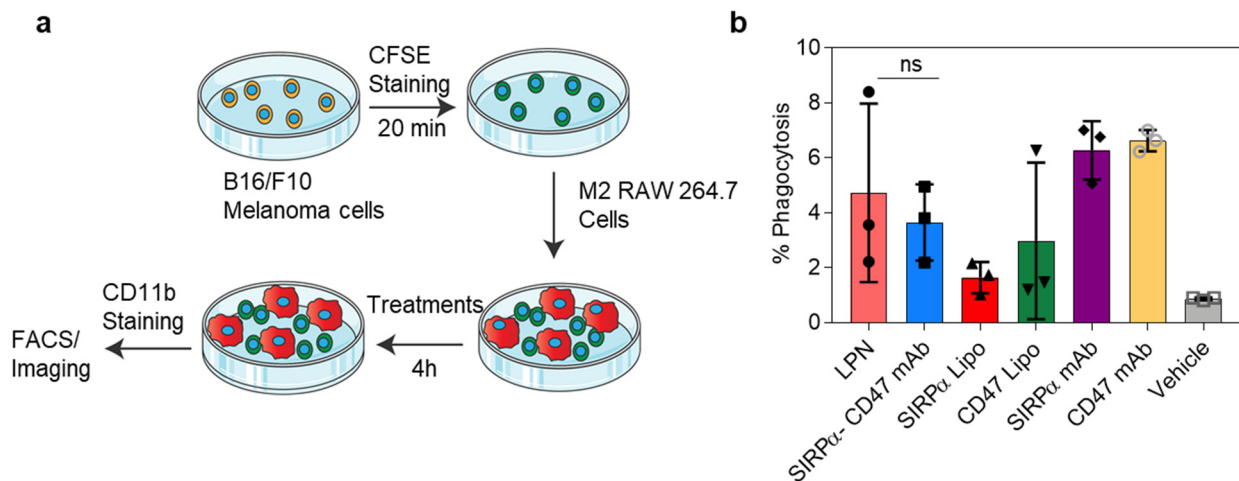 a
CFSE
Staining
20 min
B16/F10
Melanoma cells
M2 RAW 264.7
Cells
Treatments
4h
CD11b
Staining
FACS/
Imaging
b
% Phagocytosis
10
8
6
4
2
0
ns
LPN
SIRPα- CD47 mAb
SIRPα Lipo
CD47 Lipo
SIRPα mAb
CD47 mAb
Vehicle